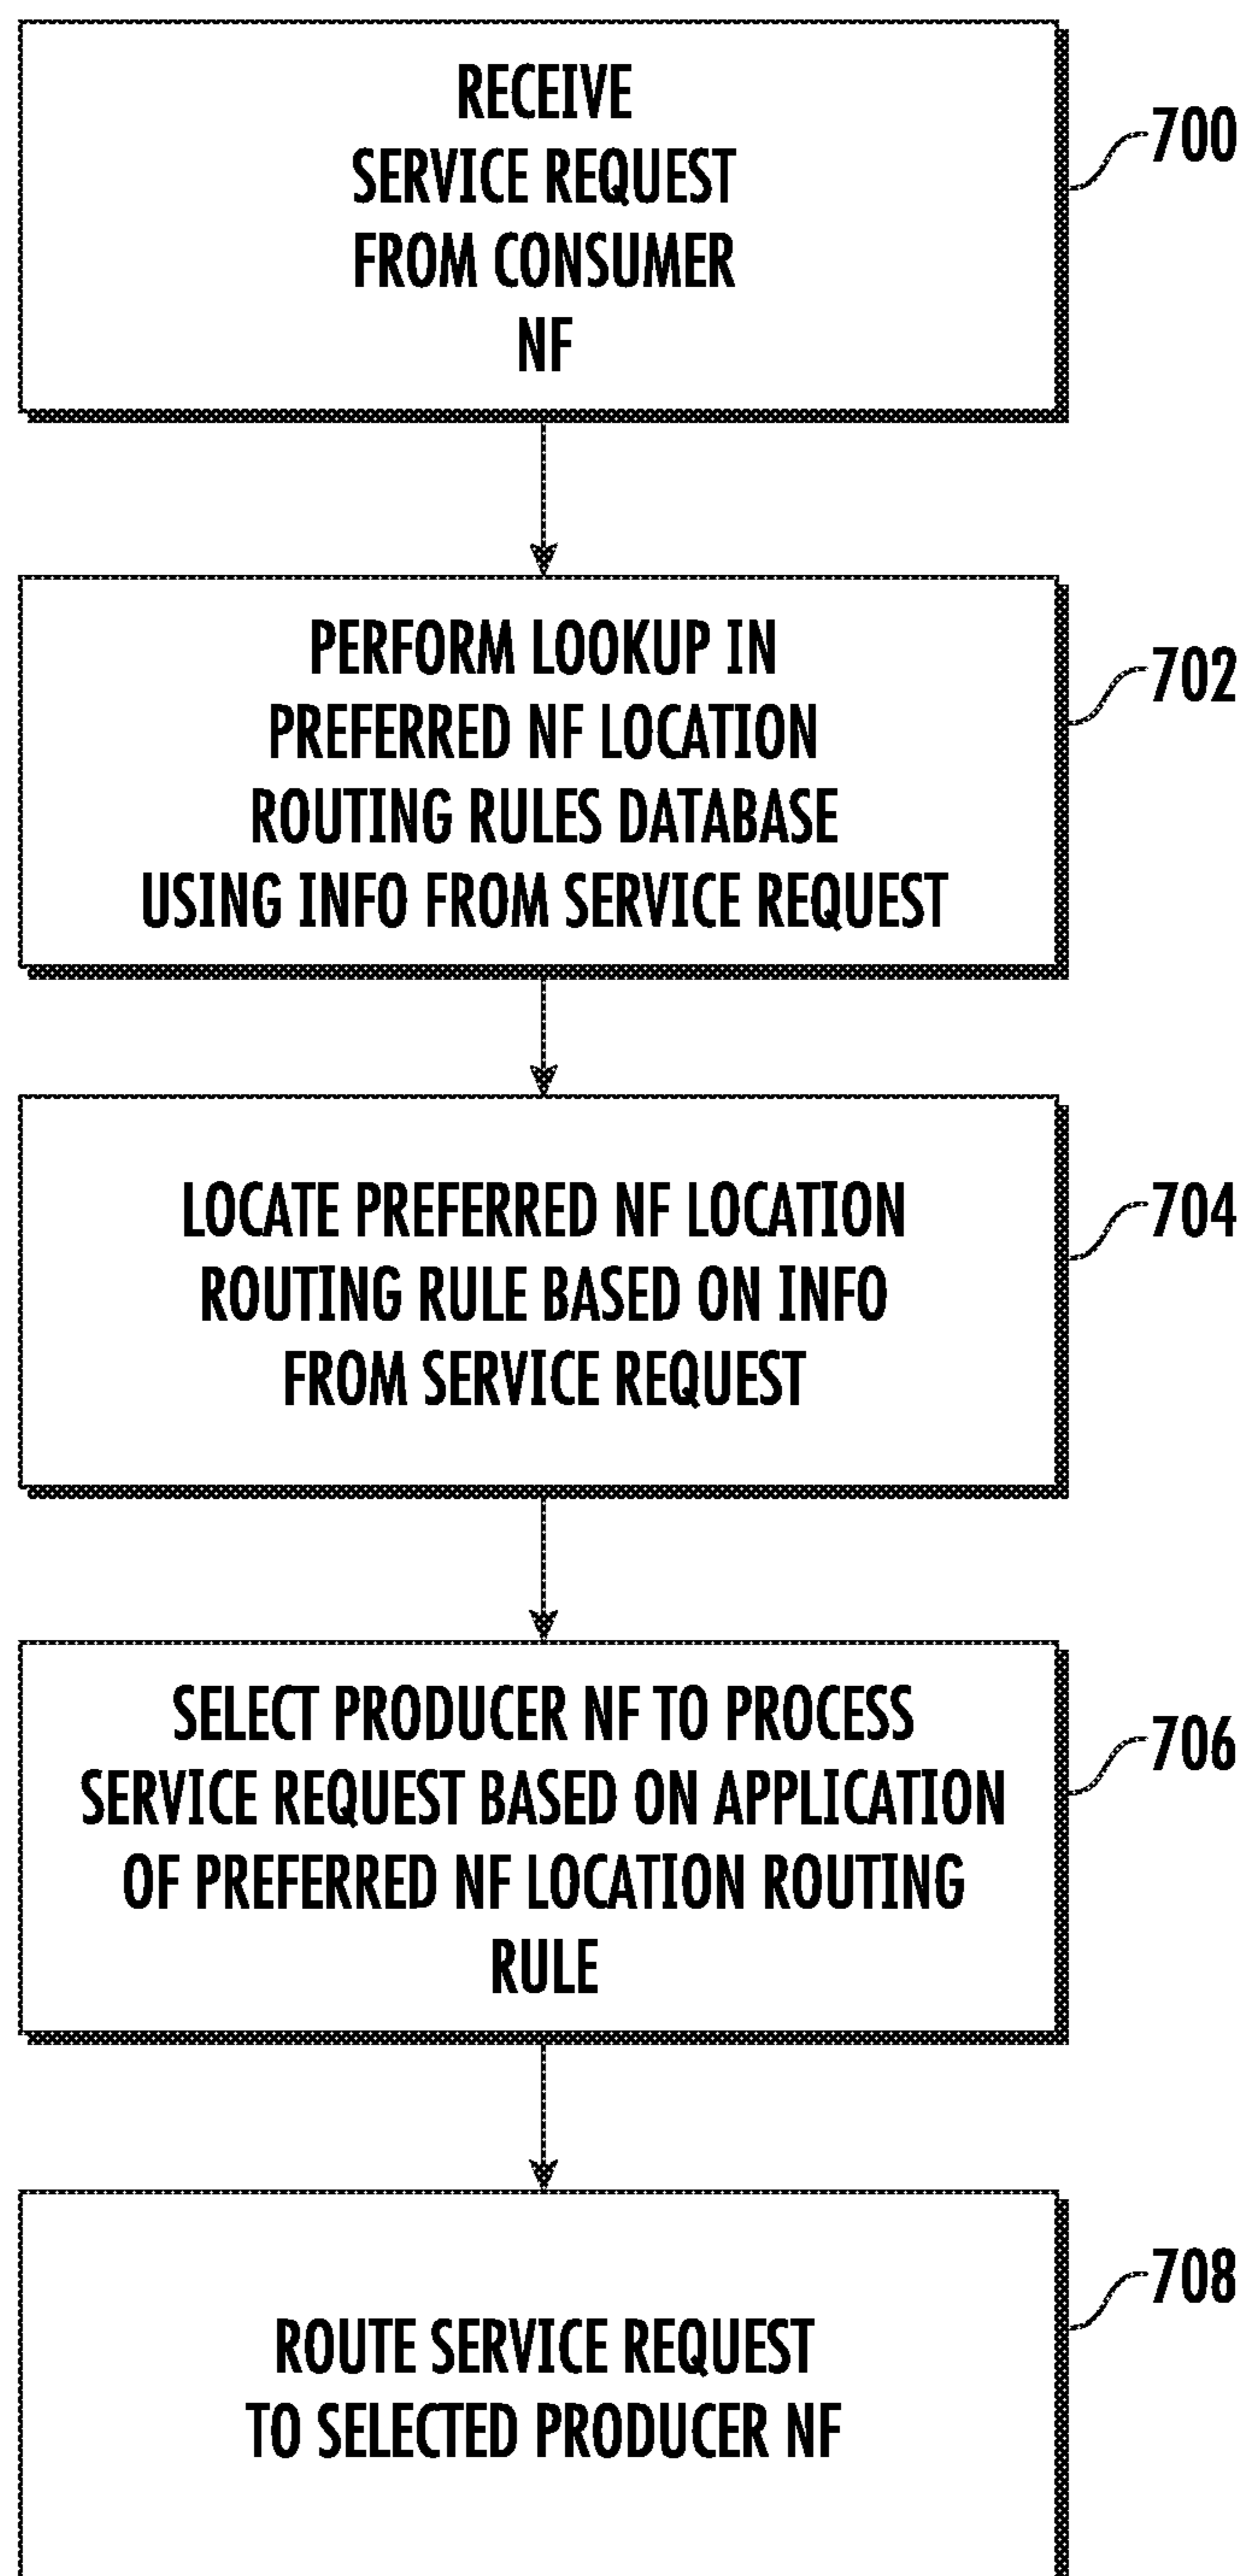 RECEIVE
SERVICE REQUEST
FROM CONSUMER
NF
700
PERFORM LOOKUP IN
PREFERRED NF LOCATION
ROUTING RULES DATABASE
USING INFO FROM SERVICE REQUEST
702
LOCATE PREFERRED NF LOCATION
ROUTING RULE BASED ON INFO
FROM SERVICE REQUEST
704
SELECT PRODUCER NF TO PROCESS
SERVICE REQUEST BASED ON APPLICATION
OF PREFERRED NF LOCATION ROUTING
RULE
706
ROUTE SERVICE REQUEST
TO SELECTED PRODUCER NF
708